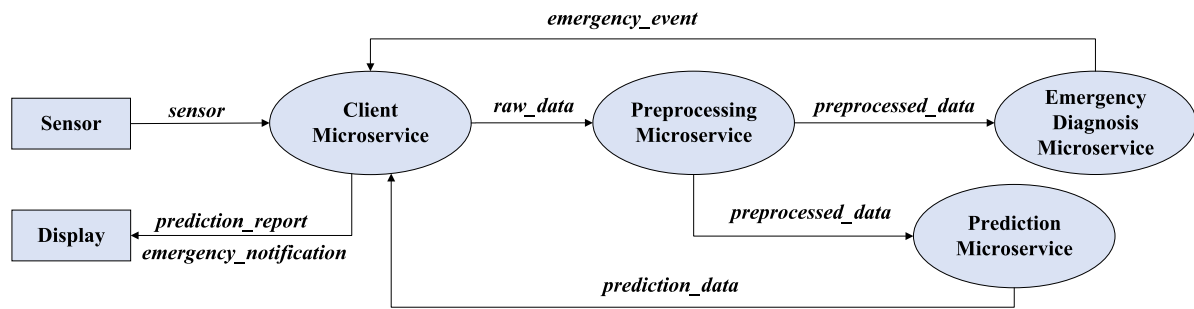 emergency_event
Sensor
sensor
Client
Microservice
raw_data
Preprocessing
Microservice
preprocessed_data
Emergency
Diagnosis
Microservice
Display
prediction_report
emergency_notification
preprocessed_data
Prediction
Microservice
prediction_data